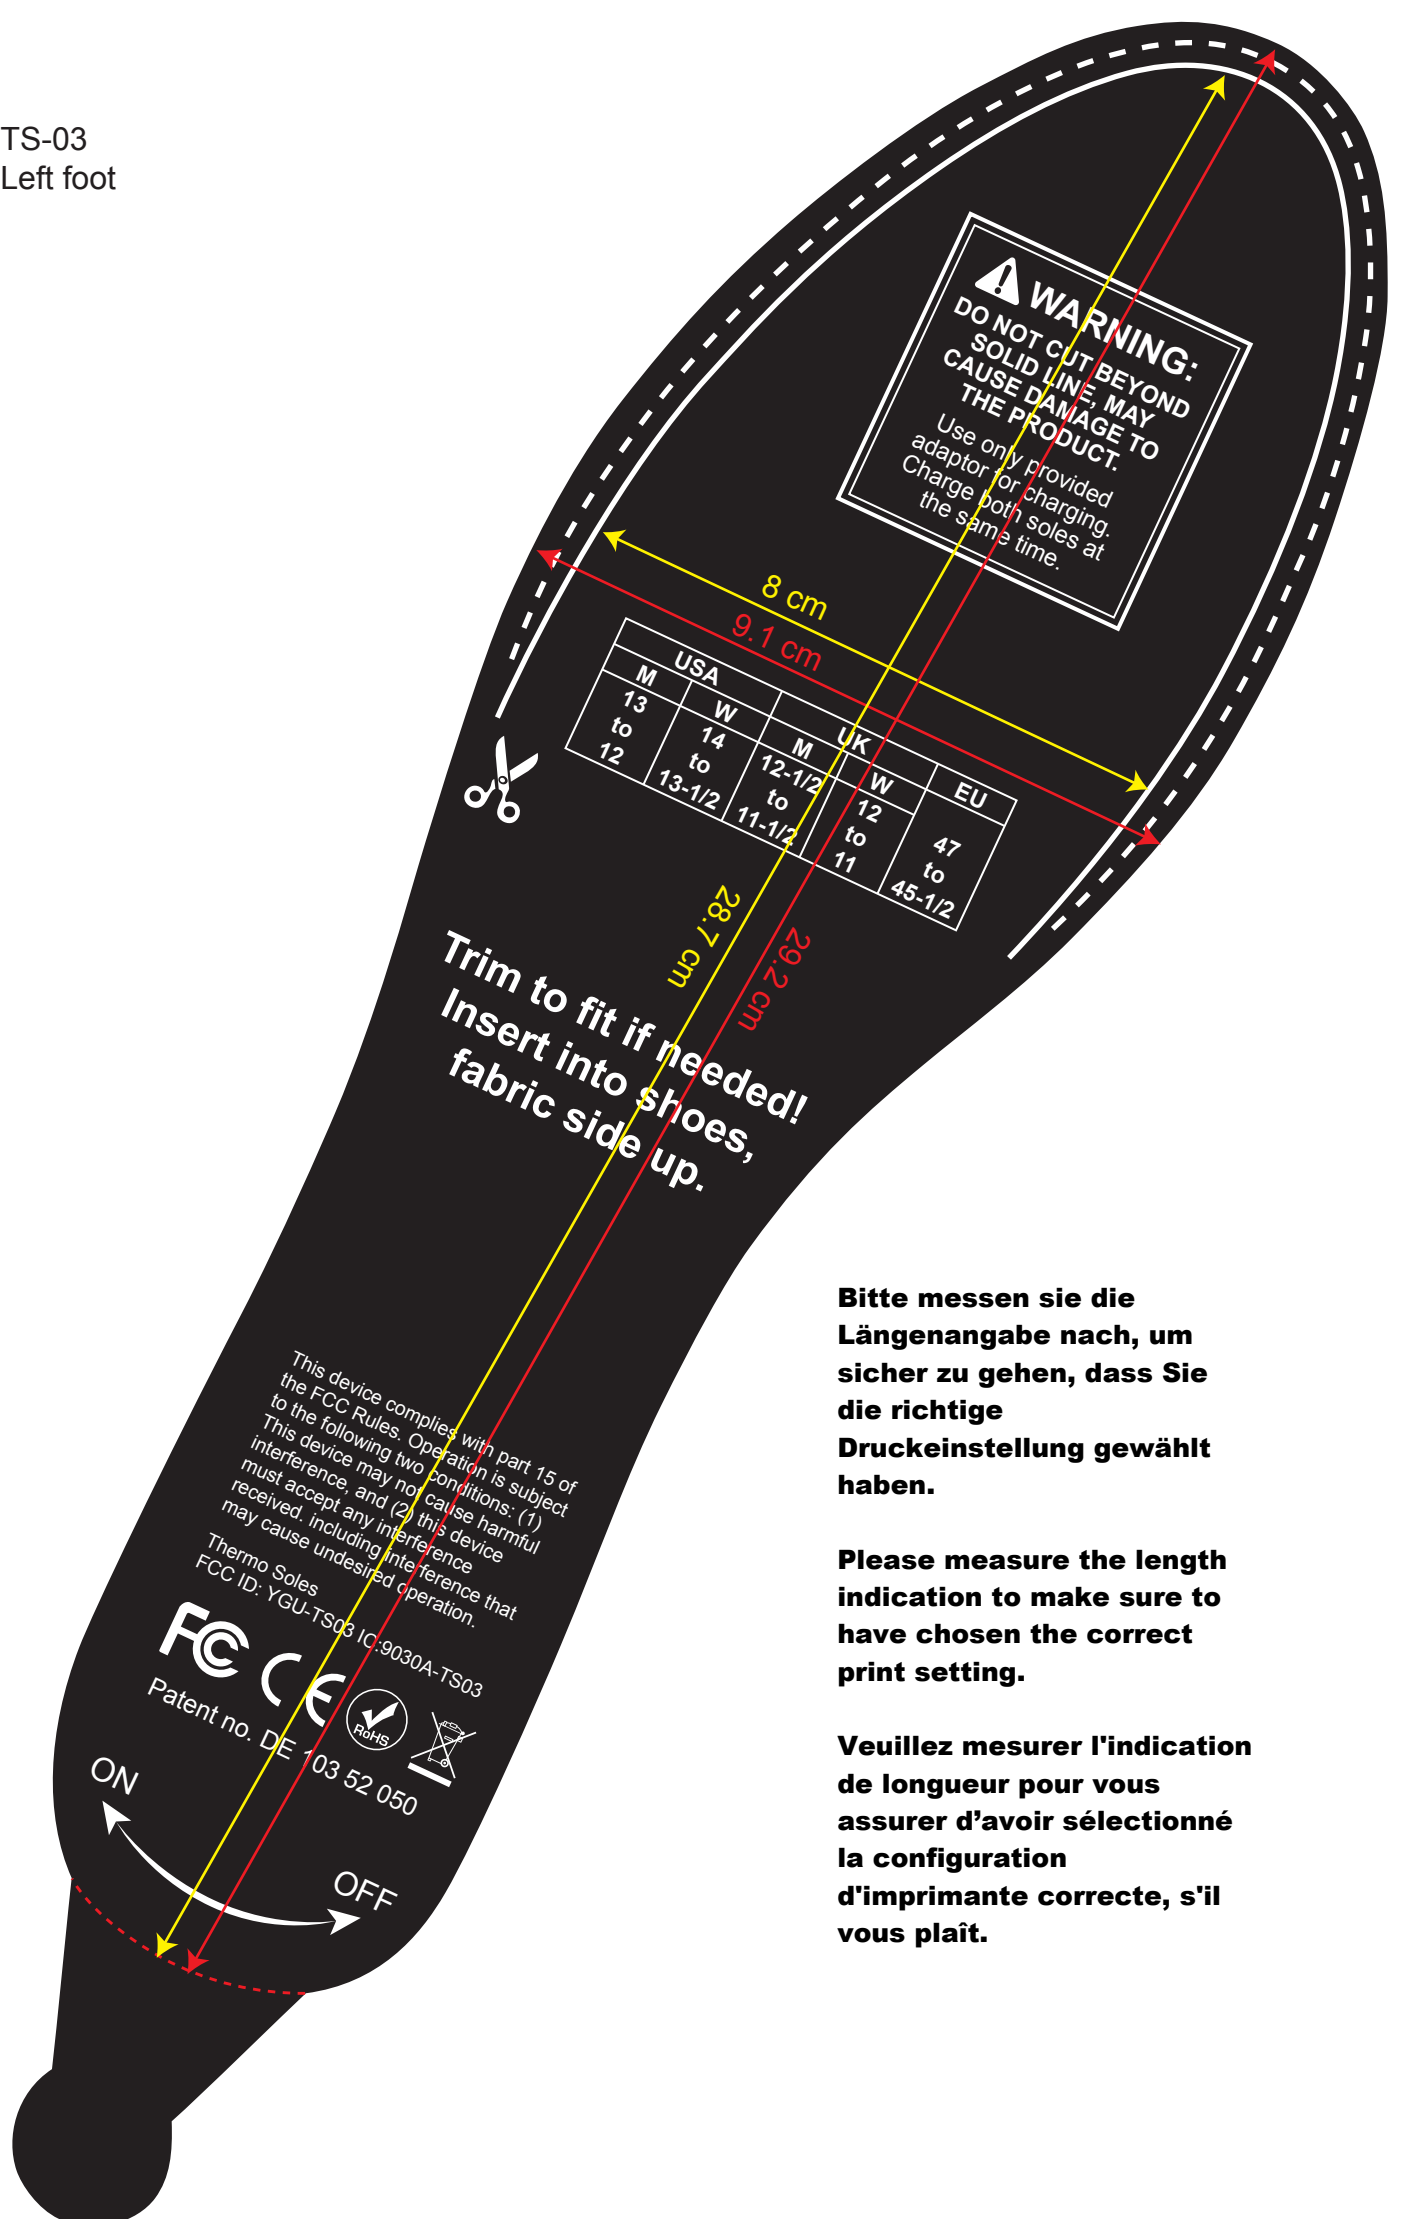 TS-03
Left foot
WARNING:
DO NOT CUT BEYOND
SOLID LINE, MAY
CAUSE DAMAGE TO
THE PRODUCT.
Use only provided
adaptor for charging.
Charge both soles at
the same time.
8 cm
9.1 cm
USA
UK
EU
M
W
M
W
13
to
12
14
to
13-1/2
12-1/2
to
11-1/2
12
to
11
47
to
45-1/2
28.7 cm
29.2 cm
Trim to fit if needed!
Insert into shoes,
fabric side up.
This device complies with part 15 of
the FCC Rules. Operation is subject
to the following two conditions: (1)
This device may not cause harmful
interference, and (2) this device
must accept any interference
received. including interference that
may cause undesired operation.
Thermo Soles
FCC ID: YGU-TS03 IC:9030A-TS03
FC CE RoHS
Patent no. DE 103 52 050
ON
OFF
Bitte messen sie die
Längenangabe nach, um
sicher zu gehen, dass Sie
die richtige
Druckeinstellung gewählt
haben.
Please measure the length
indication to make sure to
have chosen the correct
print setting.
Veuillez mesurer l'indication
de longueur pour vous
assurer d’avoir sélectionné
la configuration
d'imprimante correcte, s'il
vous plaît.